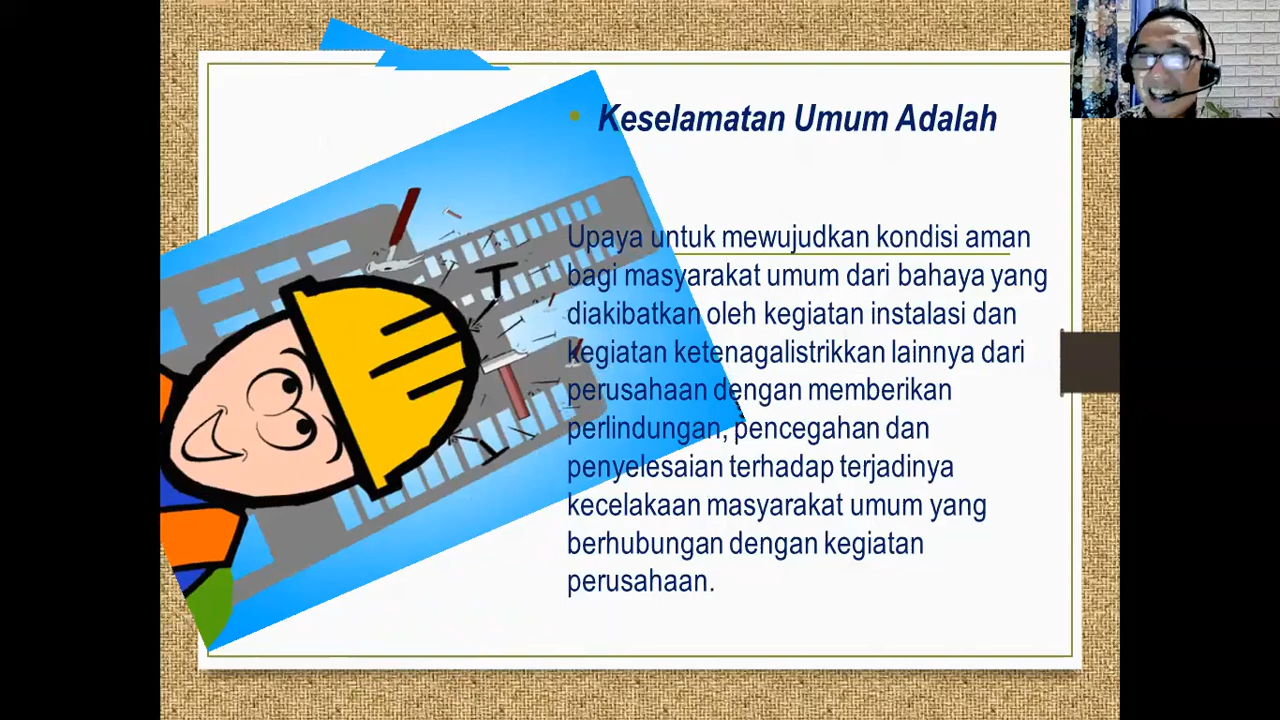 Keselamatan Umum Adalah
Upaya untuk mewujudkan kondisi aman
bagi masyarakat umum dari bahaya yang
diakibatkan oleh kegiatan instalasi dan
kegiatan ketenagalistrikkan lainnya dari
perusahaan dengan memberikan
perlindungan, pencegahan dan
penyelesaian terhadap terjadinya
kecelakaan masyarakat umum yang
berhubungan dengan kegiatan
perusahaan.